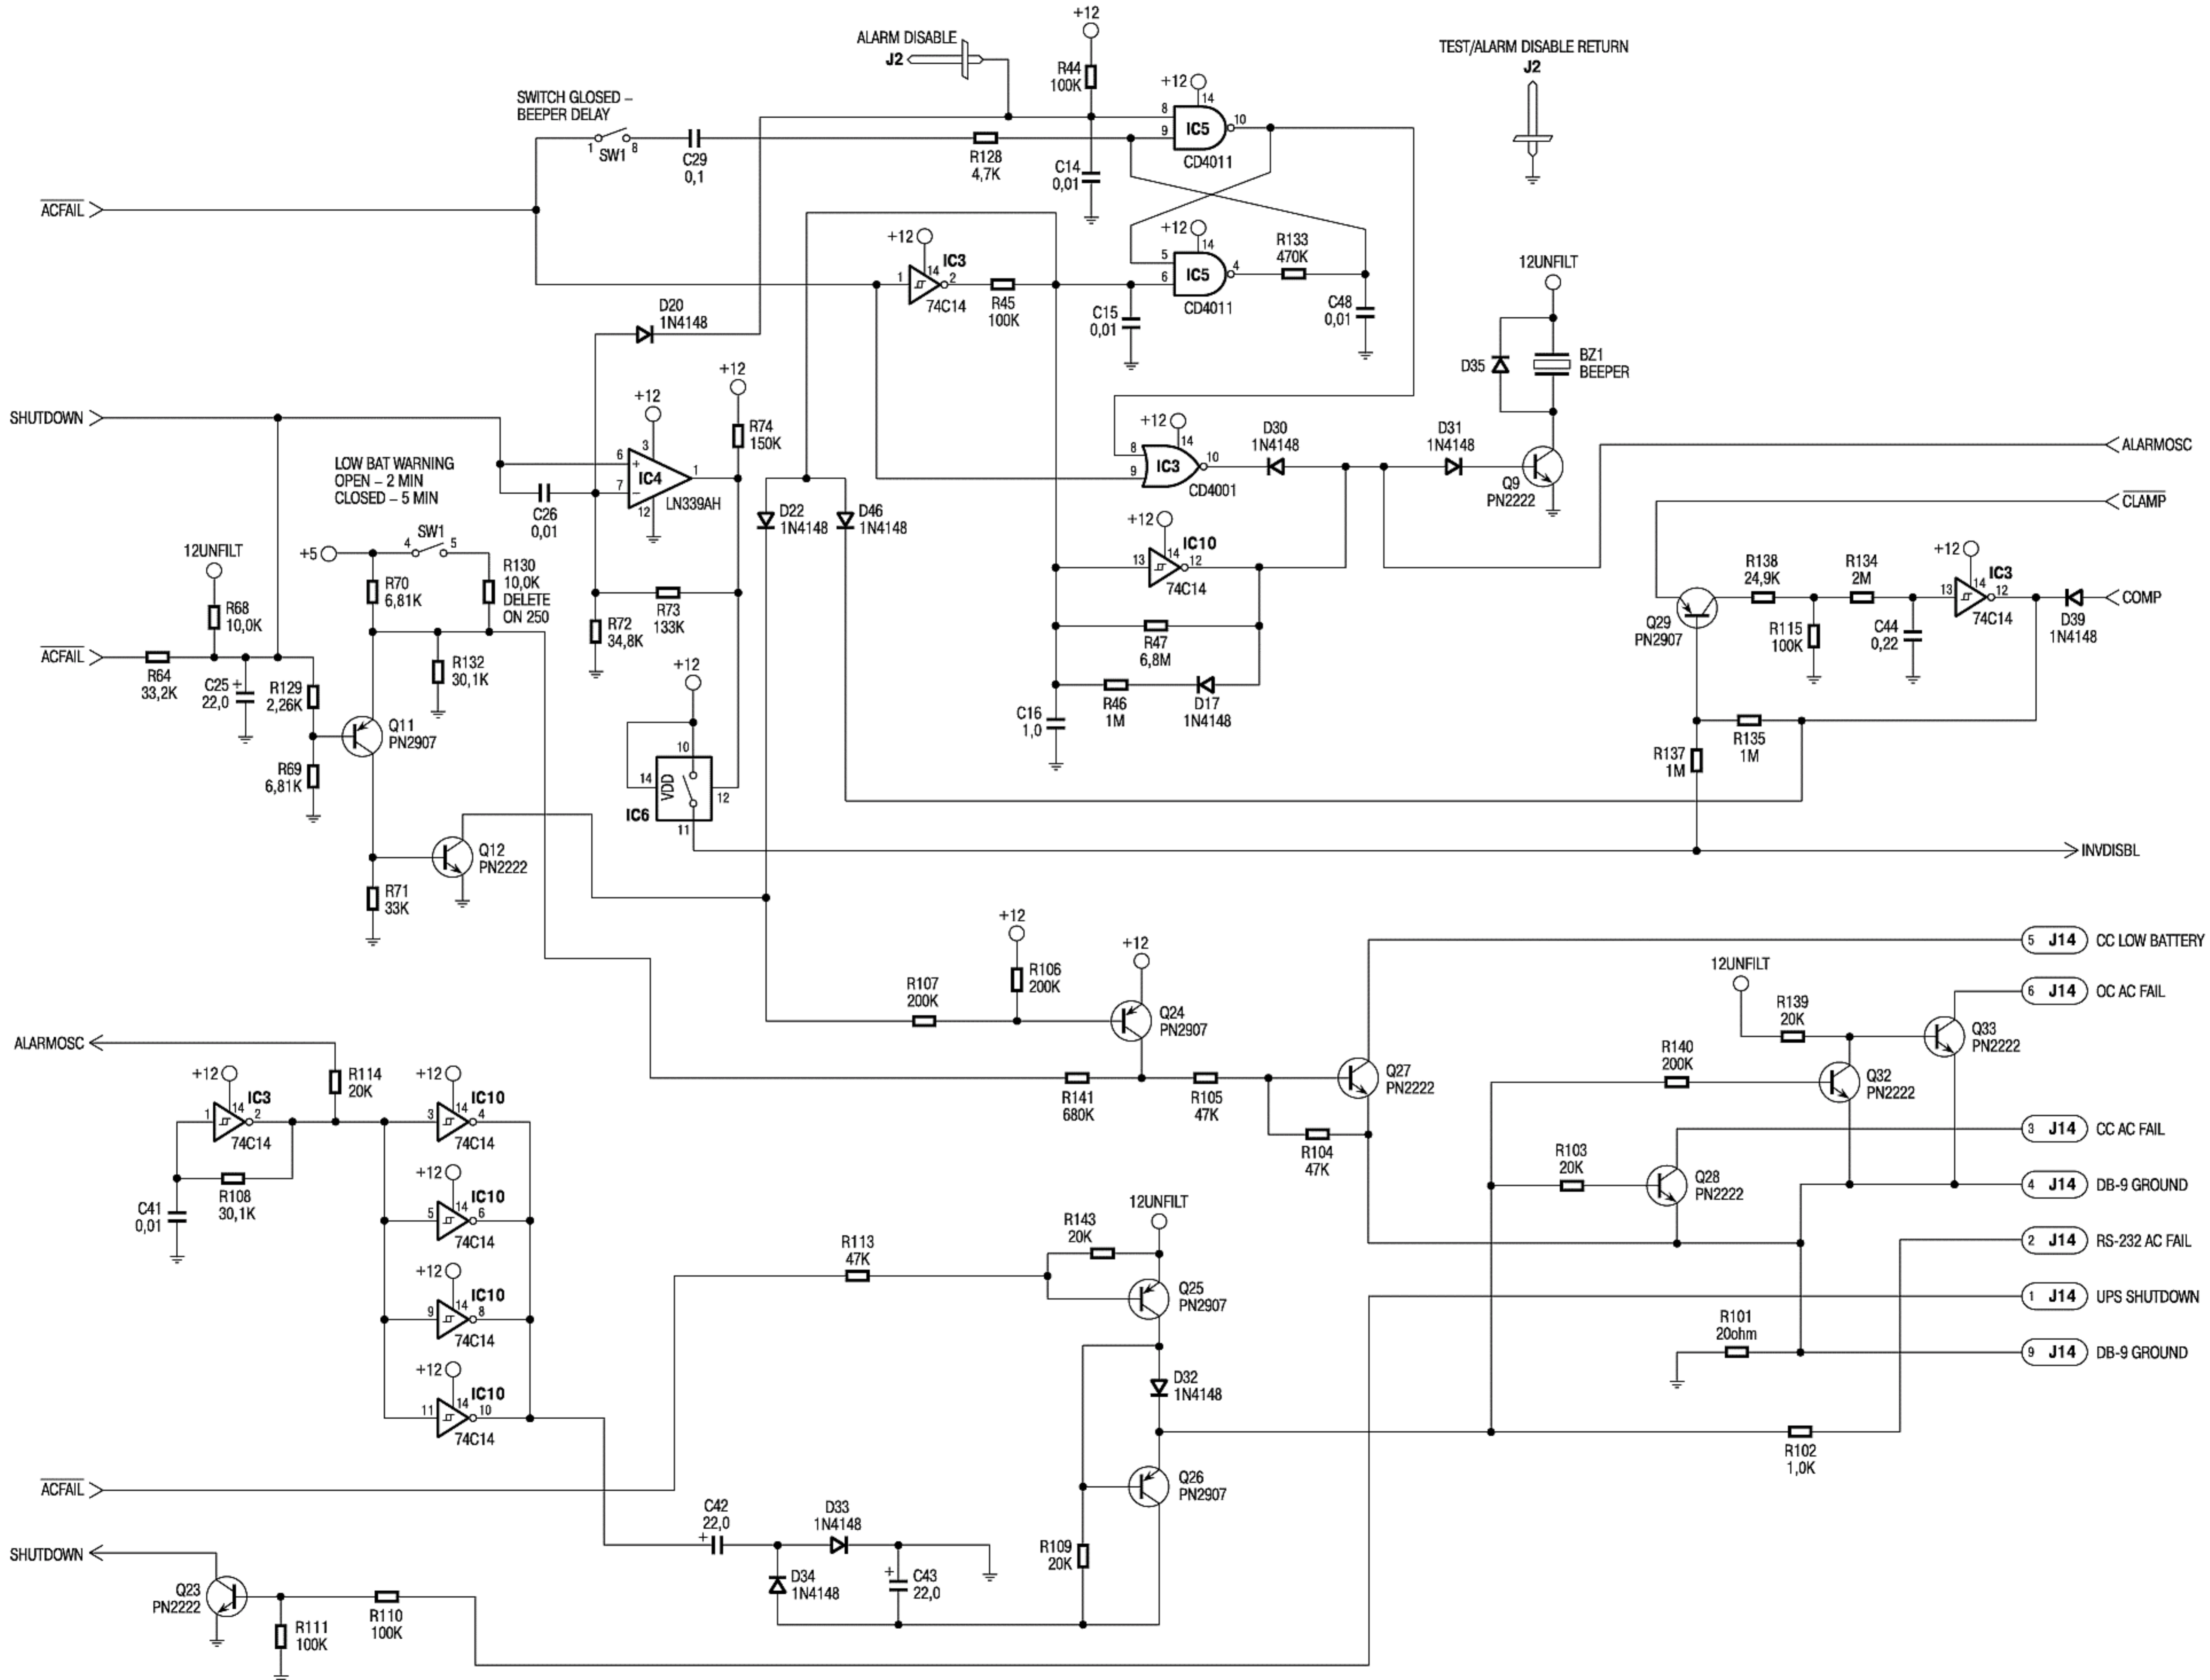 +12
ALARM DISABLE
J2
TEST/ALARM DISABLE RETURN
J2
R44
100K
+12
14
SWITCH GLOSED –
BEEPER DELAY
8
9
IC5
10
CD4011
1
SW1
8
C29
0,1
R128
4,7K
C14
0,01
ACFAIL
+12
14
IC3
1
2
74C14
R45
100K
+12
14
5
6
IC5
4
CD4011
R133
470K
C15
0,01
C48
0,01
12UNFILT
D35
BZ1
BEEPER
D20
1N4148
+12
R74
150K
SHUTDOWN
+12
3
6
+
7
–
IC4
1
12
LN339AH
C26
0,01
LOW BAT WARNING
OPEN – 2 MIN
CLOSED – 5 MIN
+12
14
8
9
IC3
10
CD4001
D30
1N4148
D31
1N4148
Q9
PN2222
ALARMOSC
CLAMP
D22
1N4148
D46
1N4148
12UNFILT
+5
4
SW1
5
R130
10,0K
DELETE
ON 250
R70
6,81K
R68
10,0K
+12
14
IC10
13
12
74C14
R138
24,9K
R134
2M
+12
14
IC3
13
12
74C14
COMP
D39
1N4148
Q29
PN2907
R115
100K
C44
0,22
R72
34,8K
R73
133K
R47
6,8M
ACFAIL
R64
33,2K
C25
22,0
+
R129
2,26K
R132
30,1K
+12
C16
1,0
R46
1M
D17
1N4148
Q11
PN2907
R69
6,81K
10
14
VDD
12
11
IC6
R137
1M
R135
1M
Q12
PN2222
R71
33K
INVDISBL
+12
R106
200K
R107
200K
+12
Q24
PN2907
5 J14 CC LOW BATTERY
12UNFILT
6 J14 OC AC FAIL
R139
20K
Q33
PN2222
R140
200K
Q32
PN2222
ALARMOSC
+12
14
IC3
1
2
74C14
R114
20K
+12
14
IC10
3
4
74C14
R141
680K
R105
47K
Q27
PN2222
R104
47K
3 J14 CC AC FAIL
R103
20K
Q28
PN2222
4 J14 DB-9 GROUND
C41
0,01
R108
30,1K
+12
14
IC10
5
6
74C14
12UNFILT
R143
20K
R113
47K
2 J14 RS-232 AC FAIL
+12
14
IC10
9
8
74C14
Q25
PN2907
1 J14 UPS SHUTDOWN
R101
20ohm
9 J14 DB-9 GROUND
+12
14
IC10
11
10
74C14
D32
1N4148
R102
1,0K
ACFAIL
Q26
PN2907
C42
22,0
+
D33
1N4148
SHUTDOWN
R109
20K
D34
1N4148
+
C43
22,0
Q23
PN2222
R111
100K
R110
100K